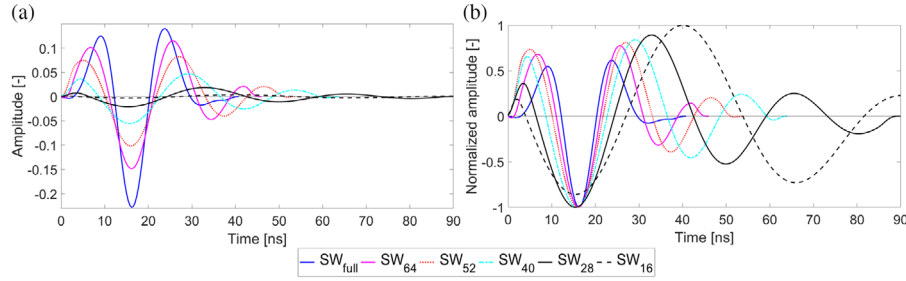 (a)
Amplitude [-]
0.1
0.05
0
-0.05
-0.1
-0.15
-0.2
0 10 20 30 40 50 60 70 80 90
Time [ns]
(b)
Normalized amplitude [-]
1
0.5
0
-0.5
-1
0 10 20 30 40 50 60 70 80 90
Time [ns]
SW_full SW_64 SW_52 SW_40 SW_28 SW_16